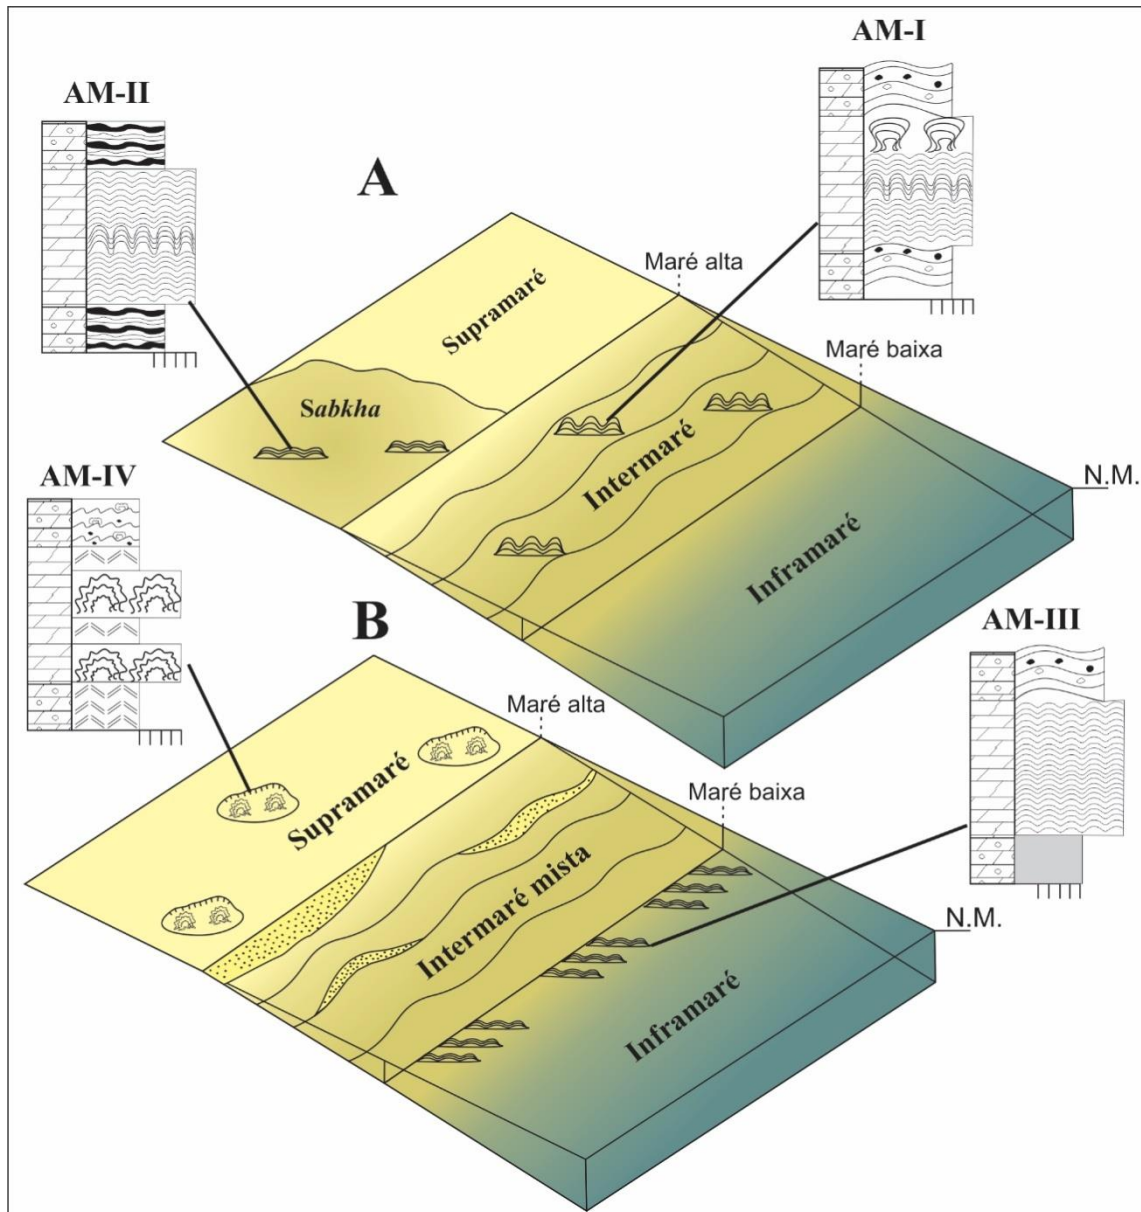 AM-I
AM-II
A
Maré alta
Supramaré
Maré baixa
Sabkha
Intermaré
AM-IV
N.M.
Inframaré
B
AM-III
Maré alta
Supramaré
Maré baixa
Intermaré mista
N.M.
Inframaré